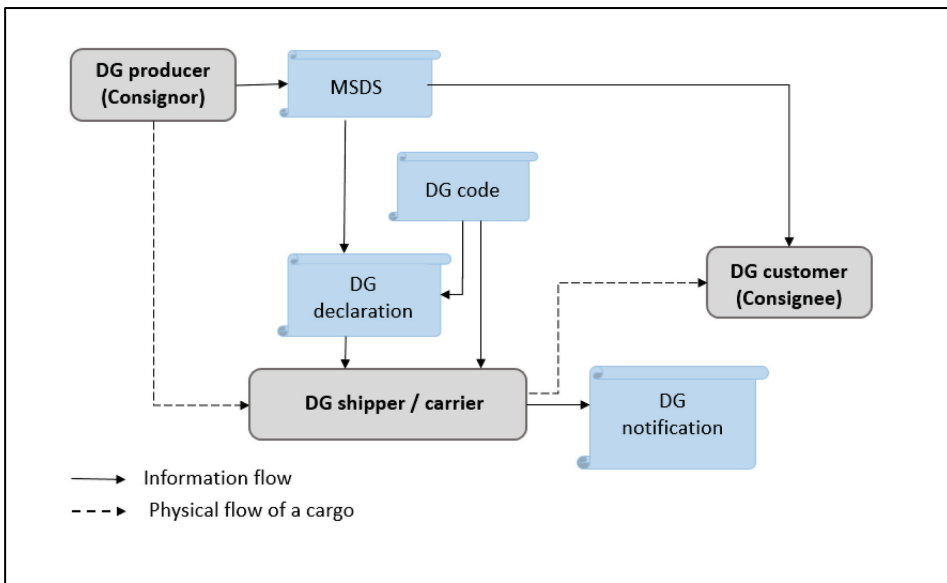 DG producer
(Consignor)
MSDS
DG code
DG
declaration
DG customer
(Consignee)
DG shipper / carrier
DG
notification
Information flow
Physical flow of a cargo